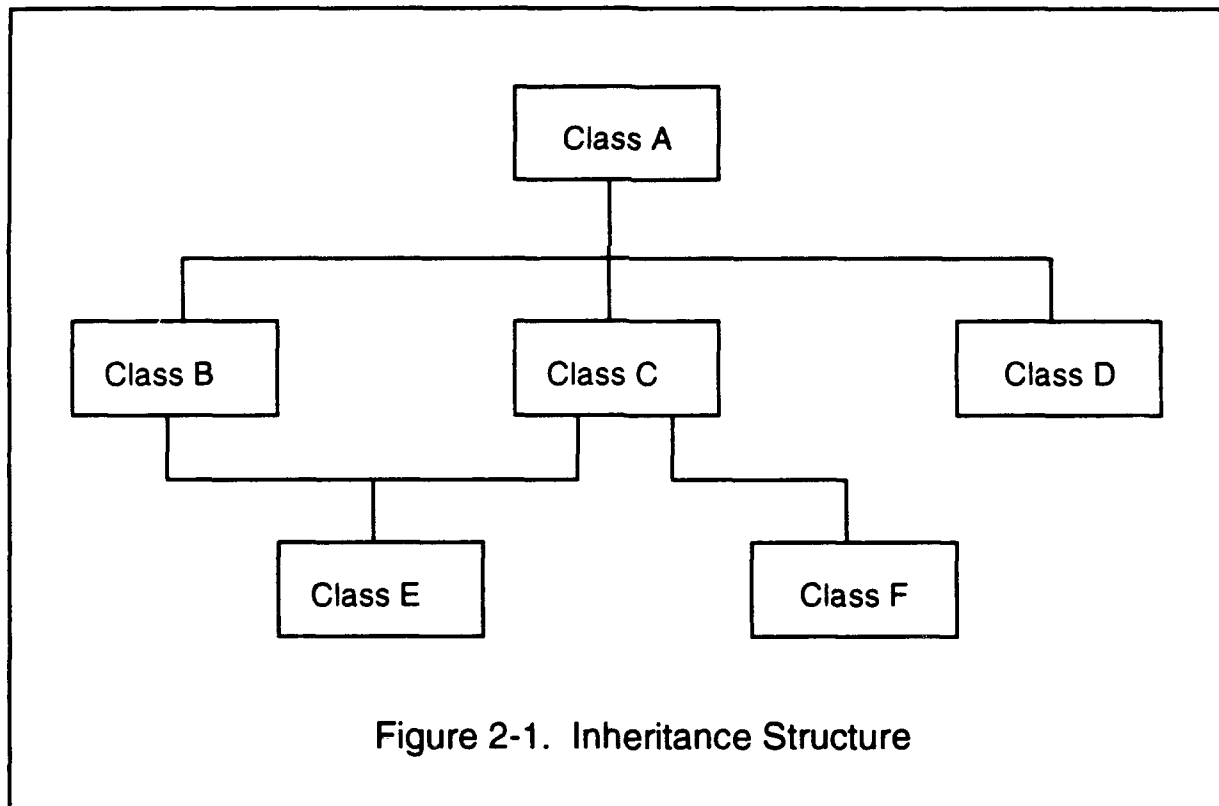 Class A
Class B
Class C
Class D
Class E
Class F
Figure 2-1. Inheritance Structure